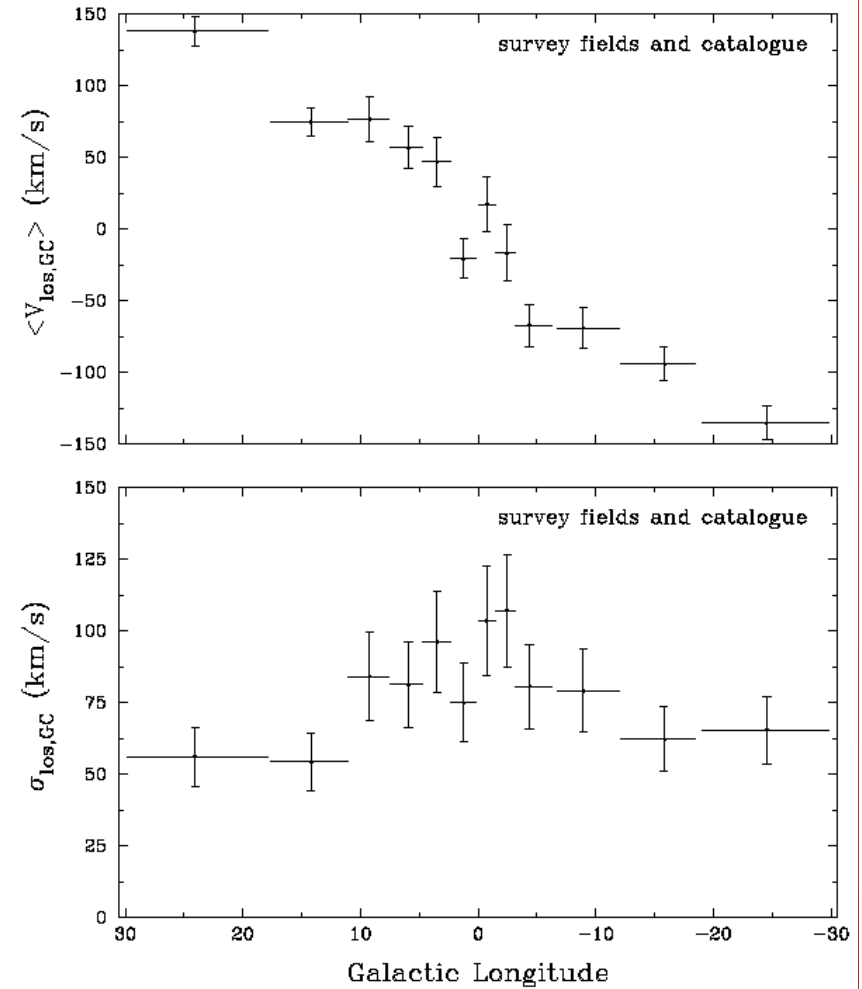 150
100
50
0
−50
−100
−150
<V_los,GC> (km/s)
survey fields and catalogue
150
125
100
75
50
25
0
σ_los,GC (km/s)
survey fields and catalogue
30 20 10 0 −10 −20 −30
Galactic Longitude